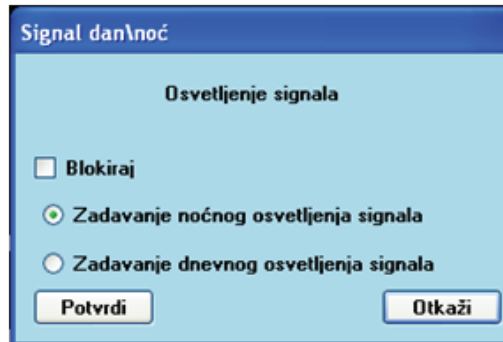 Signal dan\noć
Osvetljenje signala
Blokiraj
Zadavanje noćnog osvetljenja signala
Zadavanje dnevnog osvetljenja signala
Potvrdi Otkaži